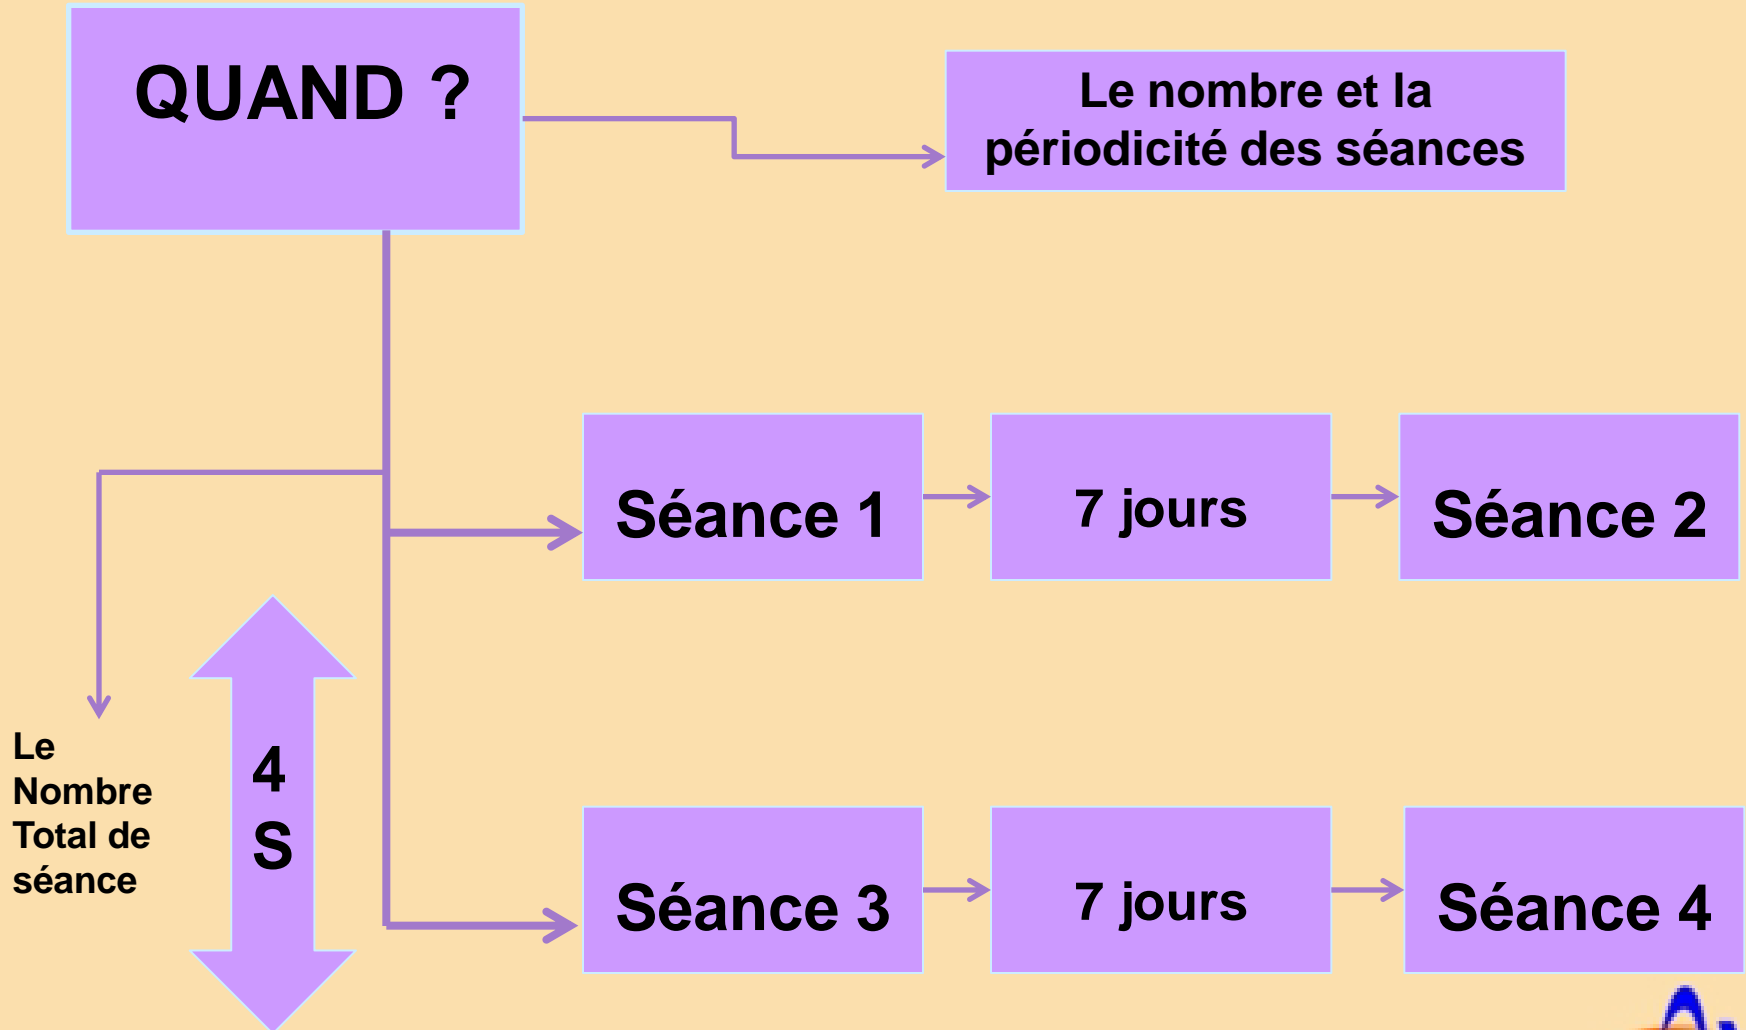 QUAND ?
Le nombre et la
périodicité des séances
Séance 1
7 jours
Séance 2
Le
Nombre
Total de
séance
4
S
Séance 3
7 jours
Séance 4